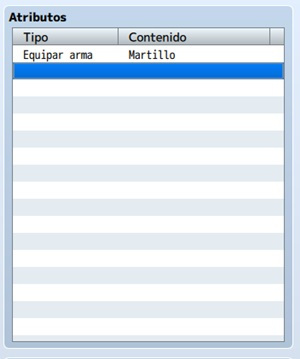 Atributos
Tipo Contenido
Equipar arma Martillo